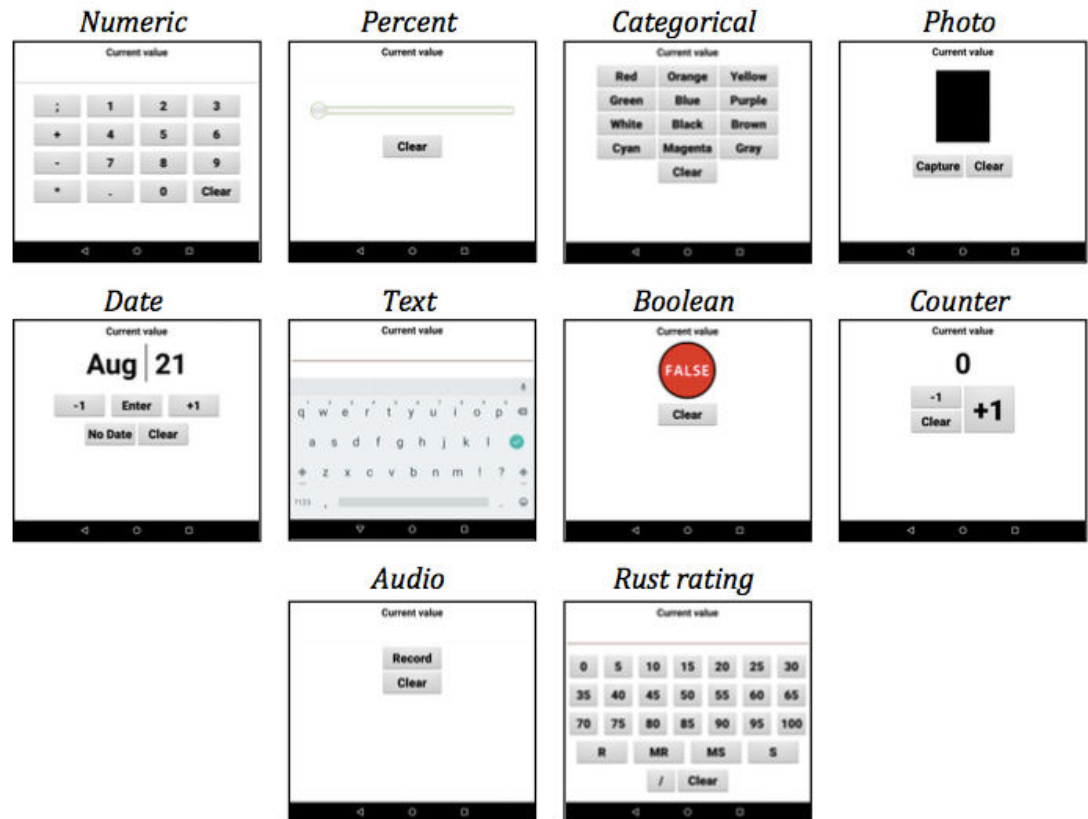 Numeric
Current value
; 1 2 3
+ 4 5 6
- 7 8 9
* . 0 Clear
Percent
Current value
Clear
Categorical
Current value
Red Orange Yellow
Green Blue Purple
White Black Brown
Cyan Magenta Gray
Clear
Photo
Current value
Capture Clear
Date
Current value
Aug 21
-1 Enter +1
No Date Clear
Text
Current value
q w e r t y u i o p
a s d f g h j k l
z x c v b n m ! ?
?123 , .
Boolean
Current value
FALSE
Clear
Counter
Current value
0
-1 +1
Clear
Audio
Current value
Record
Clear
Rust rating
Current value
0 5 10 15 20 25 30
35 40 45 50 55 60 65
70 75 80 85 90 95 100
R MR MS S
/ Clear